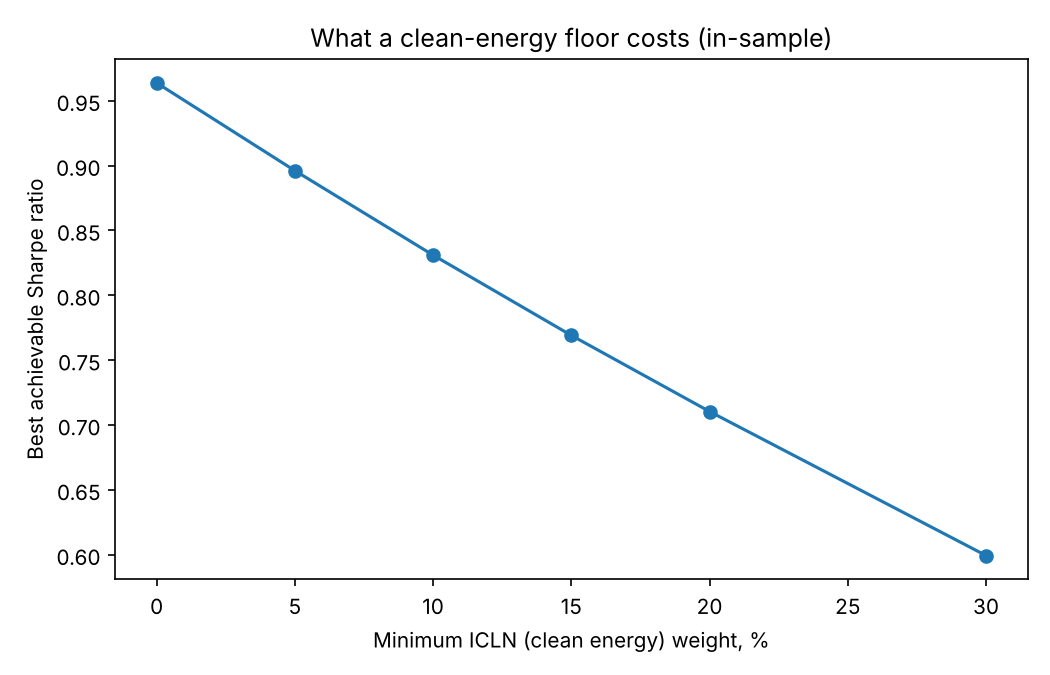 What a clean-energy floor costs (in-sample)
Best achievable Sharpe ratio
0.95
0.90
0.85
0.80
0.75
0.70
0.65
0.60
0 5 10 15 20 25 30
Minimum ICLN (clean energy) weight, %